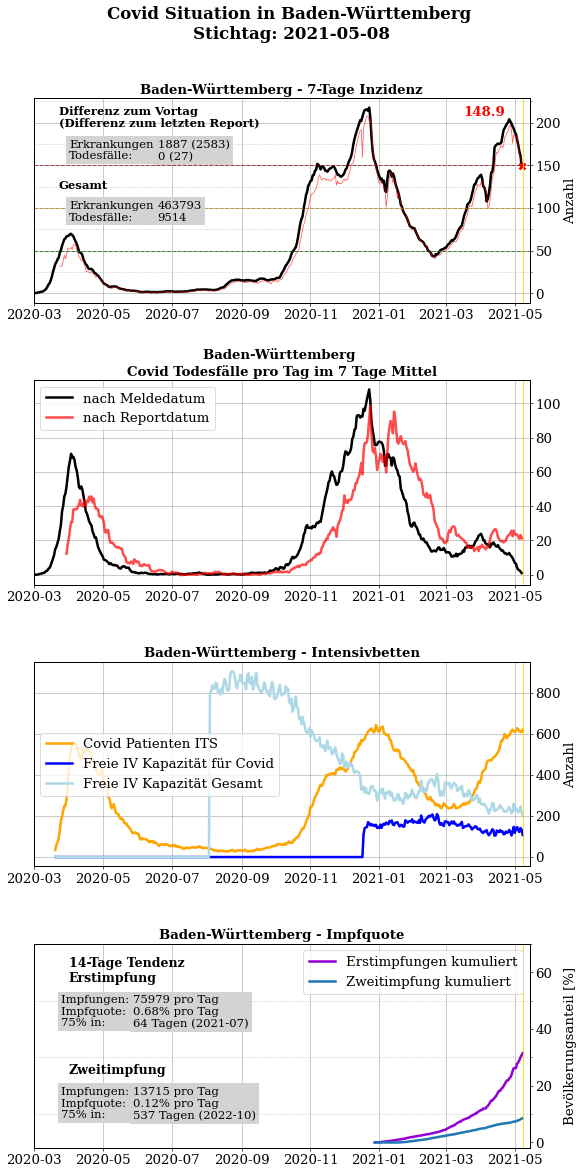 Covid Situation in Baden-Württemberg
Stichtag: 2021-05-08
Baden-Württemberg - 7-Tage Inzidenz
Differenz zum Vortag
(Differenz zum letzten Report)
Erkrankungen 1887 (2583)
Todesfälle: 0 (27)
Gesamt
Erkrankungen 463793
Todesfälle: 9514
148.9
200
150
100
50
0
Anzahl
2020-03 2020-05 2020-07 2020-09 2020-11 2021-01 2021-03 2021-05
Baden-Württemberg
Covid Todesfälle pro Tag im 7 Tage Mittel
nach Meldedatum
nach Reportdatum
100
80
60
40
20
0
2020-03 2020-05 2020-07 2020-09 2020-11 2021-01 2021-03 2021-05
Baden-Württemberg - Intensivbetten
Covid Patienten ITS
Freie IV Kapazität für Covid
Freie IV Kapazität Gesamt
800
600
400
200
0
Anzahl
2020-03 2020-05 2020-07 2020-09 2020-11 2021-01 2021-03 2021-05
Baden-Württemberg - Impfquote
14-Tage Tendenz
Erstimpfung
Impfungen: 75979 pro Tag
Impfquote: 0.68% pro Tag
75% in: 64 Tagen (2021-07)
Zweitimpfung
Impfungen: 13715 pro Tag
Impfquote: 0.12% pro Tag
75% in: 537 Tagen (2022-10)
Erstimpfungen kumuliert
Zweitimpfung kumuliert
60
40
20
0
Bevölkerungsanteil [%]
2020-03 2020-05 2020-07 2020-09 2020-11 2021-01 2021-03 2021-05